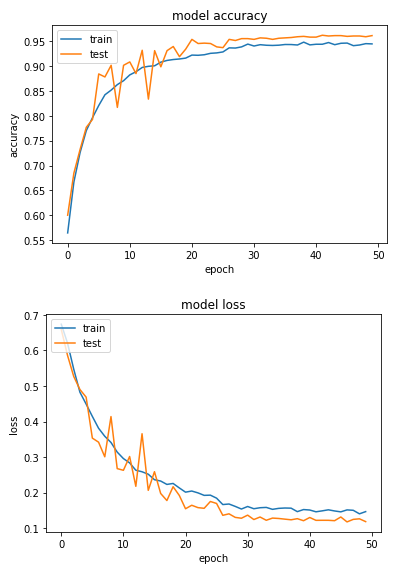 model accuracy
train
test
0.95
0.90
0.85
0.80
0.75
0.70
0.65
0.60
0.55
accuracy
0 10 20 30 40 50
epoch
model loss
train
test
0.7
0.6
0.5
0.4
0.3
0.2
0.1
loss
0 10 20 30 40 50
epoch